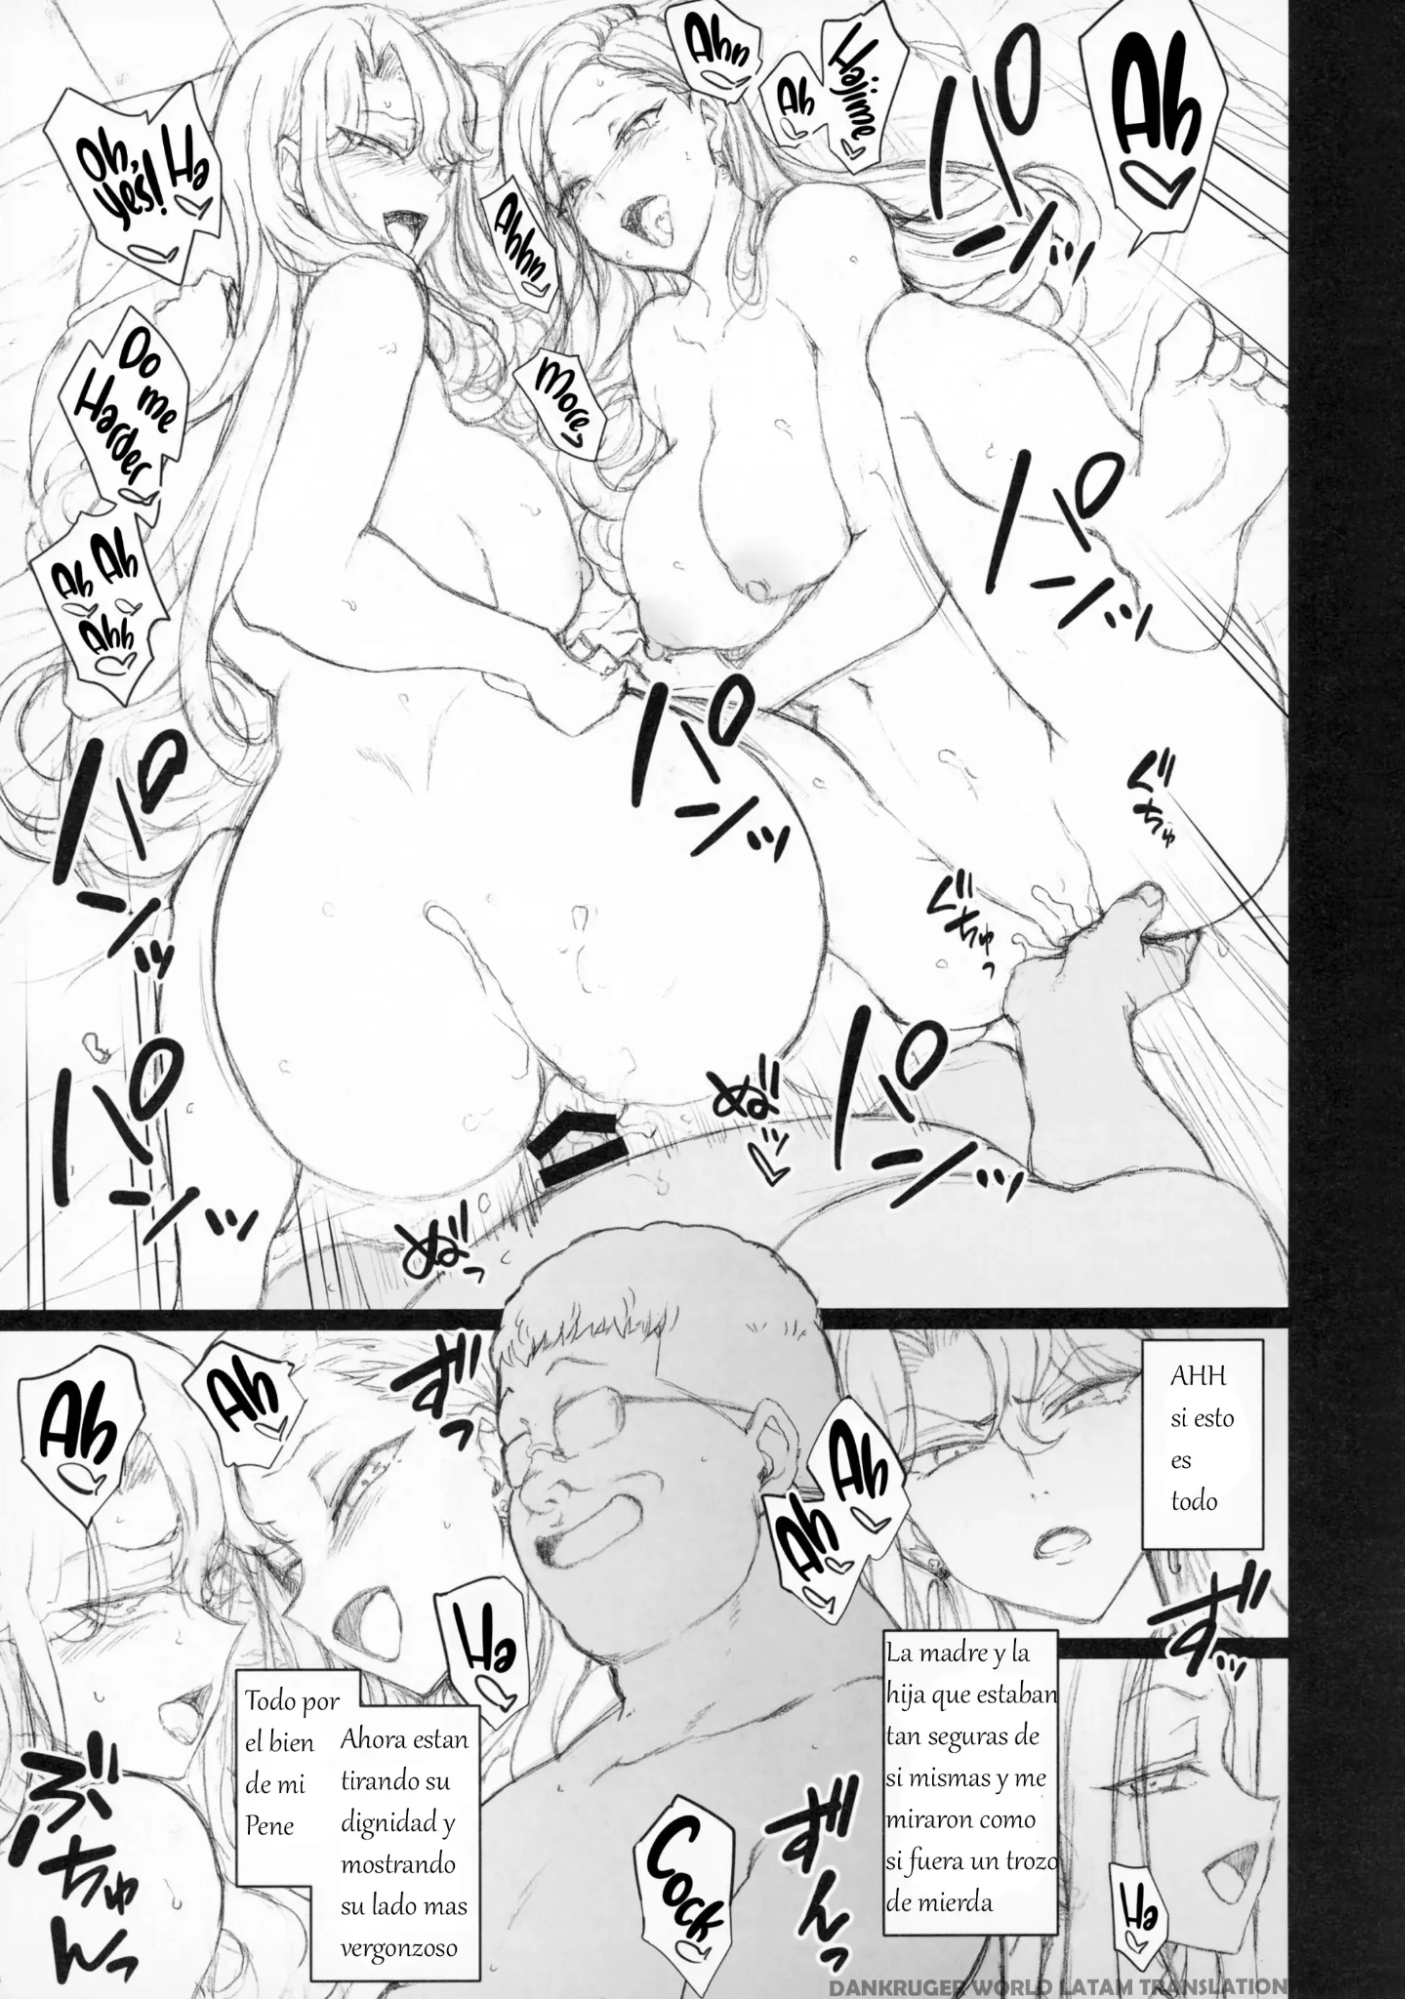 Ah
Hajime
Ah
Ahn
Oh,
yes!
Ha
Ahhn
Do me
Harder
More
Ah Ah
Ahh
パンッ
パンッ
パンッ
パンッ
パンッ
パンッ
ぐちゅ
ぐちゅっ
ぬ゛ッ
ぬ゛っ
AHH
si esto
es
todo
Ah
Ah
Ah
Ah
Ha
ず゛っ
ず゛ッ
La madre y la
hija que estaban
tan seguras de
si mismas y me
miraron como
si fuera un trozo
de mierda
Todo por
el bien
de mi
Pene
Ahora estan
tirando su
dignidad y
mostrando
su lado mas
vergonzoso
Cock
ずんっ
Ha
ぶちゅんっ
DANKRUGER WORLD LATAM TRANSLATION